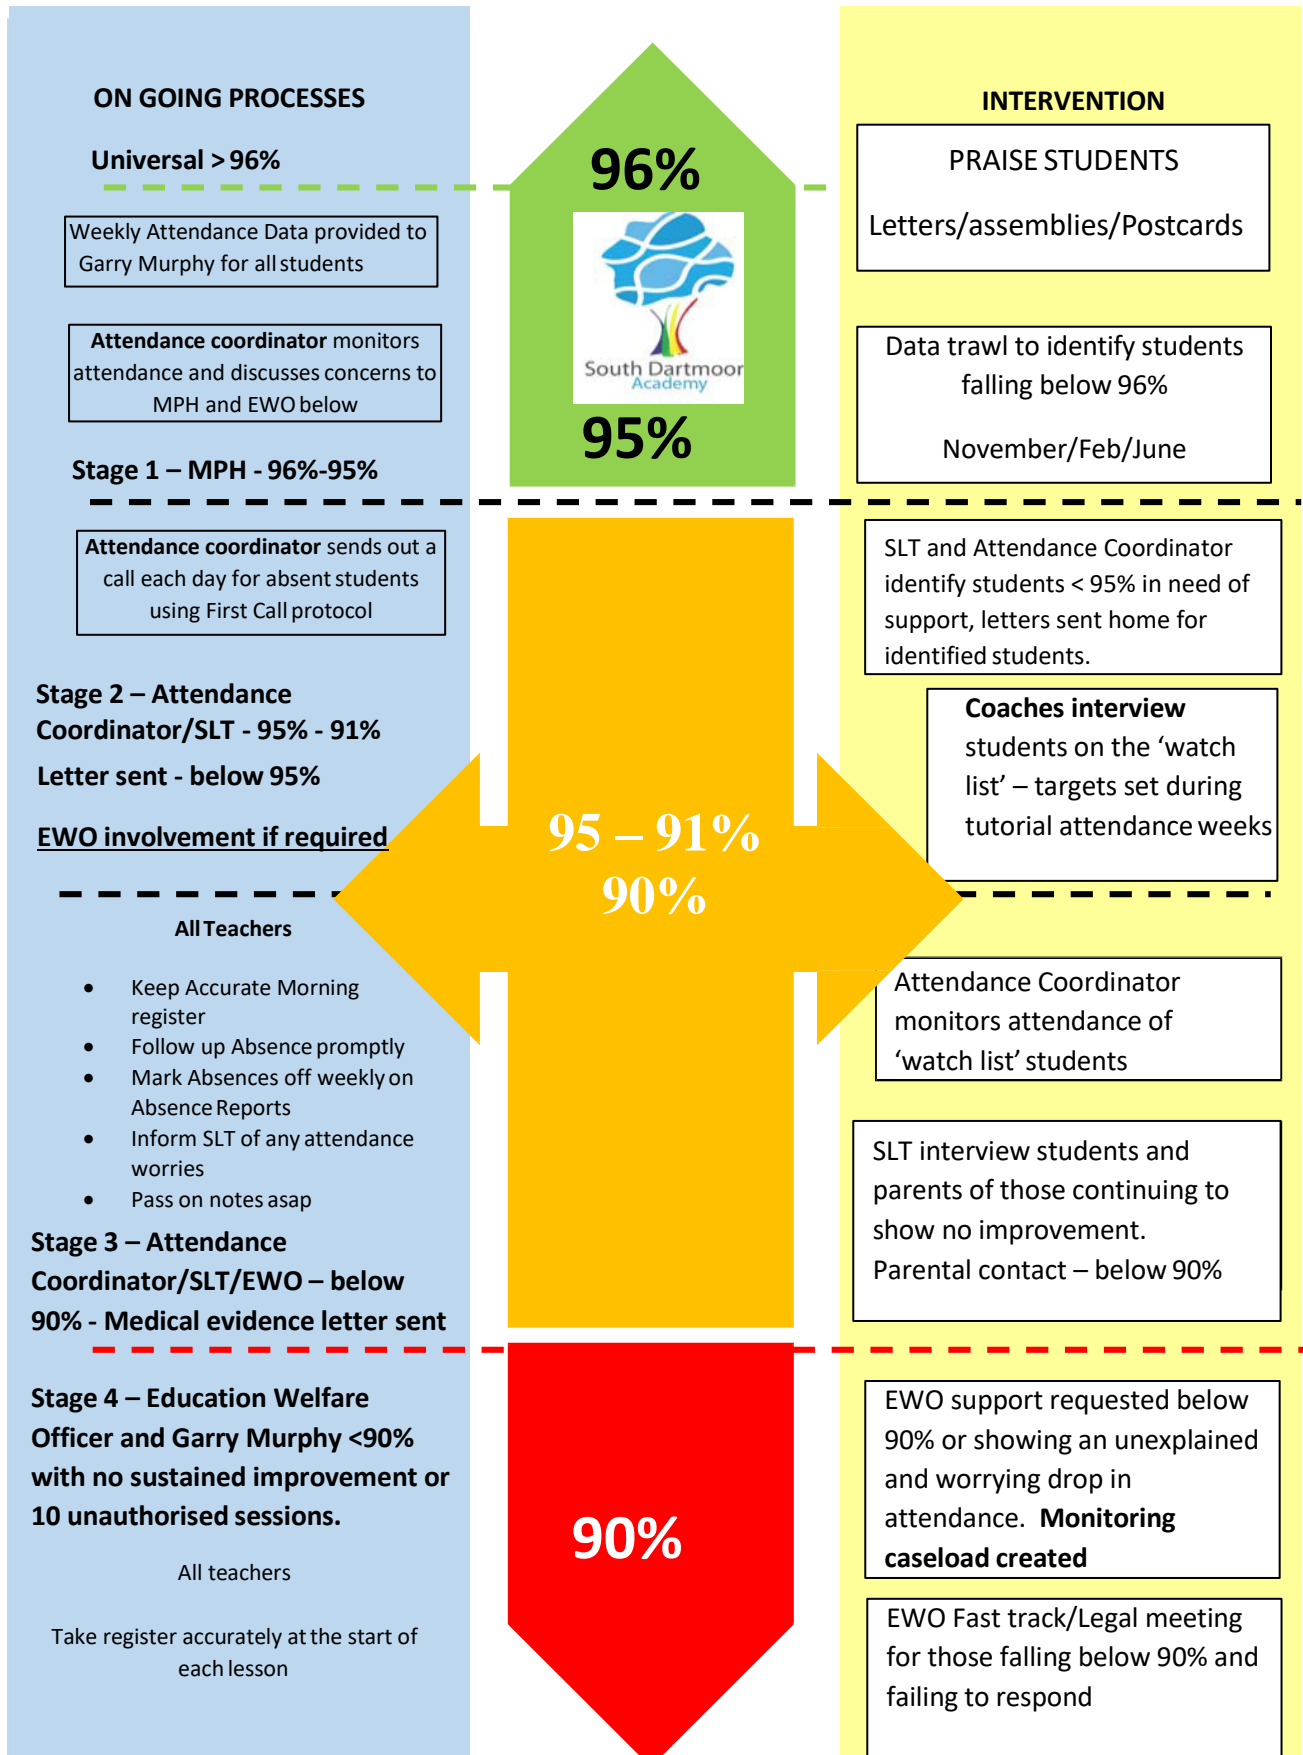 ON GOING PROCESSES
Universal > 96%
Weekly Attendance Data provided to
Garry Murphy for all students
Attendance coordinator monitors
attendance and discusses concerns to
MPH and EWO below
Stage 1 – MPH - 96%-95%
Attendance coordinator sends out a
call each day for absent students
using First Call protocol
Stage 2 – Attendance
Coordinator/SLT - 95% - 91%
Letter sent - below 95%
EWO involvement if required
All Teachers
• Keep Accurate Morning
register
• Follow up Absence promptly
• Mark Absences off weekly on
Absence Reports
• Inform SLT of any attendance
worries
• Pass on notes asap
Stage 3 – Attendance
Coordinator/SLT/EWO – below
90% - Medical evidence letter sent
Stage 4 – Education Welfare
Officer and Garry Murphy <90%
with no sustained improvement or
10 unauthorised sessions.
All teachers
Take register accurately at the start of
each lesson
96%
South Dartmoor
Academy
95%
95 – 91%
90%
90%
INTERVENTION
PRAISE STUDENTS
Letters/assemblies/Postcards
Data trawl to identify students
falling below 96%
November/Feb/June
SLT and Attendance Coordinator
identify students < 95% in need of
support, letters sent home for
identified students.
Coaches interview
students on the ‘watch
list’ – targets set during
tutorial attendance weeks
Attendance Coordinator
monitors attendance of
‘watch list’ students
SLT interview students and
parents of those continuing to
show no improvement.
Parental contact – below 90%
EWO support requested below
90% or showing an unexplained
and worrying drop in
attendance. Monitoring
caseload created
EWO Fast track/Legal meeting
for those falling below 90% and
failing to respond